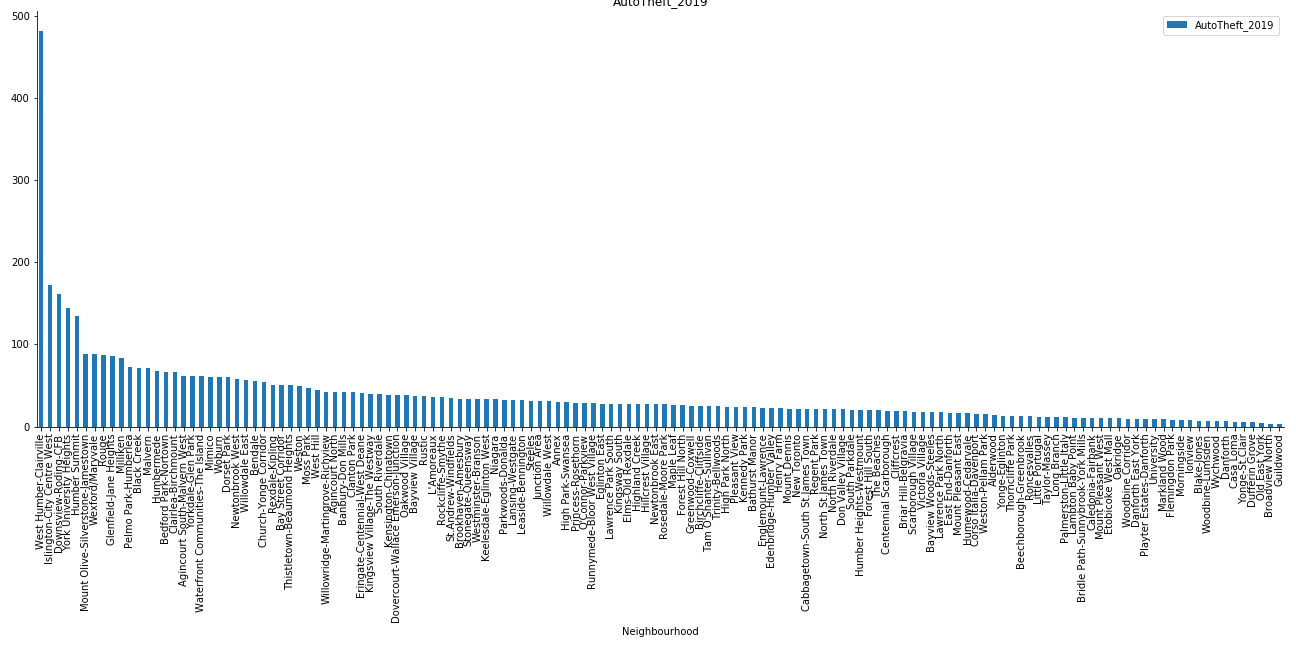 AutoTheft_2019
AutoTheft_2019
500
400
300
200
100
0
West Humber-Clairville
Islington-City Centre West
Downsview-Roding-CFB
York University Heights
Humber Summit
Mount Olive-Silverstone-Jamestown
Wexford/Maryvale
Rouge
Glenfield-Jane Heights
Milliken
Pelmo Park-Humberlea
Black Creek
Malvern
Humbermede
Bedford Park-Nortown
Clairlea-Birchmount
Agincourt South-Malvern West
Yorkdale-Glen Park
Waterfront Communities-The Island
Mimico
Woburn
Dorset Park
Newtonbrook West
Willowdale East
Bendale
Church-Yonge Corridor
Rexdale-Kipling
Bay Street Corridor
Thistletown-Beaumond Heights
Weston
Moss Park
West Hill
Willowridge-Martingrove-Richview
Agincourt North
Banbury-Don Mills
Ionview
Eringate-Centennial-West Deane
Kingsview Village-The Westway
South Riverdale
Kensington-Chinatown
Dovercourt-Wallace Emerson-Junction
Oakwood Village
Bayview Village
Rustic
L'Amoreaux
Rockcliffe-Smythe
St.Andrew-Windfields
Brookhaven-Amesbury
Stonegate-Queensway
Westminster-Branson
Keelesdale-Eglinton West
Niagara
Parkwoods-Donalda
Lansing-Westgate
Leaside-Bennington
Steeles
Junction Area
Willowdale West
Annex
High Park-Swansea
Princess-Rosethorn
O'Connor-Parkview
Runnymede-Bloor West Village
Eglinton East
Lawrence Park South
Kingsway South
Elms-Old Rexdale
Highland Creek
Hillcrest Village
Newtonbrook East
Rosedale-Moore Park
Maple Leaf
Forest Hill North
Greenwood-Coxwell
Birchcliffe-Cliffside
Tam O'Shanter-Sullivan
Trinity-Bellwoods
High Park North
Pleasant View
Kennedy Park
Bathurst Manor
Englemount-Lawrence
Edenbridge-Humber Valley
Henry Farm
Mount Dennis
New Toronto
Cabbagetown-South St.James Town
Regent Park
North St.James Town
North Riverdale
Don Valley Village
South Parkdale
Humber Heights-Westmount
Forest Hill South
The Beaches
Centennial Scarborough
Cliffcrest
Briar Hill-Belgravia
Scarborough Village
Victoria Village
Bayview Woods-Steeles
Lawrence Park North
East End-Danforth
Mount Pleasant East
Humewood-Cedarvale
Corso Italia-Davenport
Weston-Pellam Park
Alderwood
Yonge-Eglinton
Thorncliffe Park
Beechborough-Greenbrook
Roncesvalles
Little Portugal
Taylor-Massey
Long Branch
Palmerston-Little Italy
Lambton Baby Point
Bridle Path-Sunnybrook-York Mills
Caledonia-Fairbank
Mount Pleasant West
Etobicoke West Mall
Oakridge
Woodbine Corridor
Danforth East York
Playter Estates-Danforth
University
Markland Wood
Flemingdon Park
Morningside
Ionview
Blake-Jones
Woodbine-Lumsden
Wychwood
Danforth
Casa Loma
Yonge-St.Clair
Dufferin Grove
Old East York
Broadview North
Guildwood
Neighbourhood